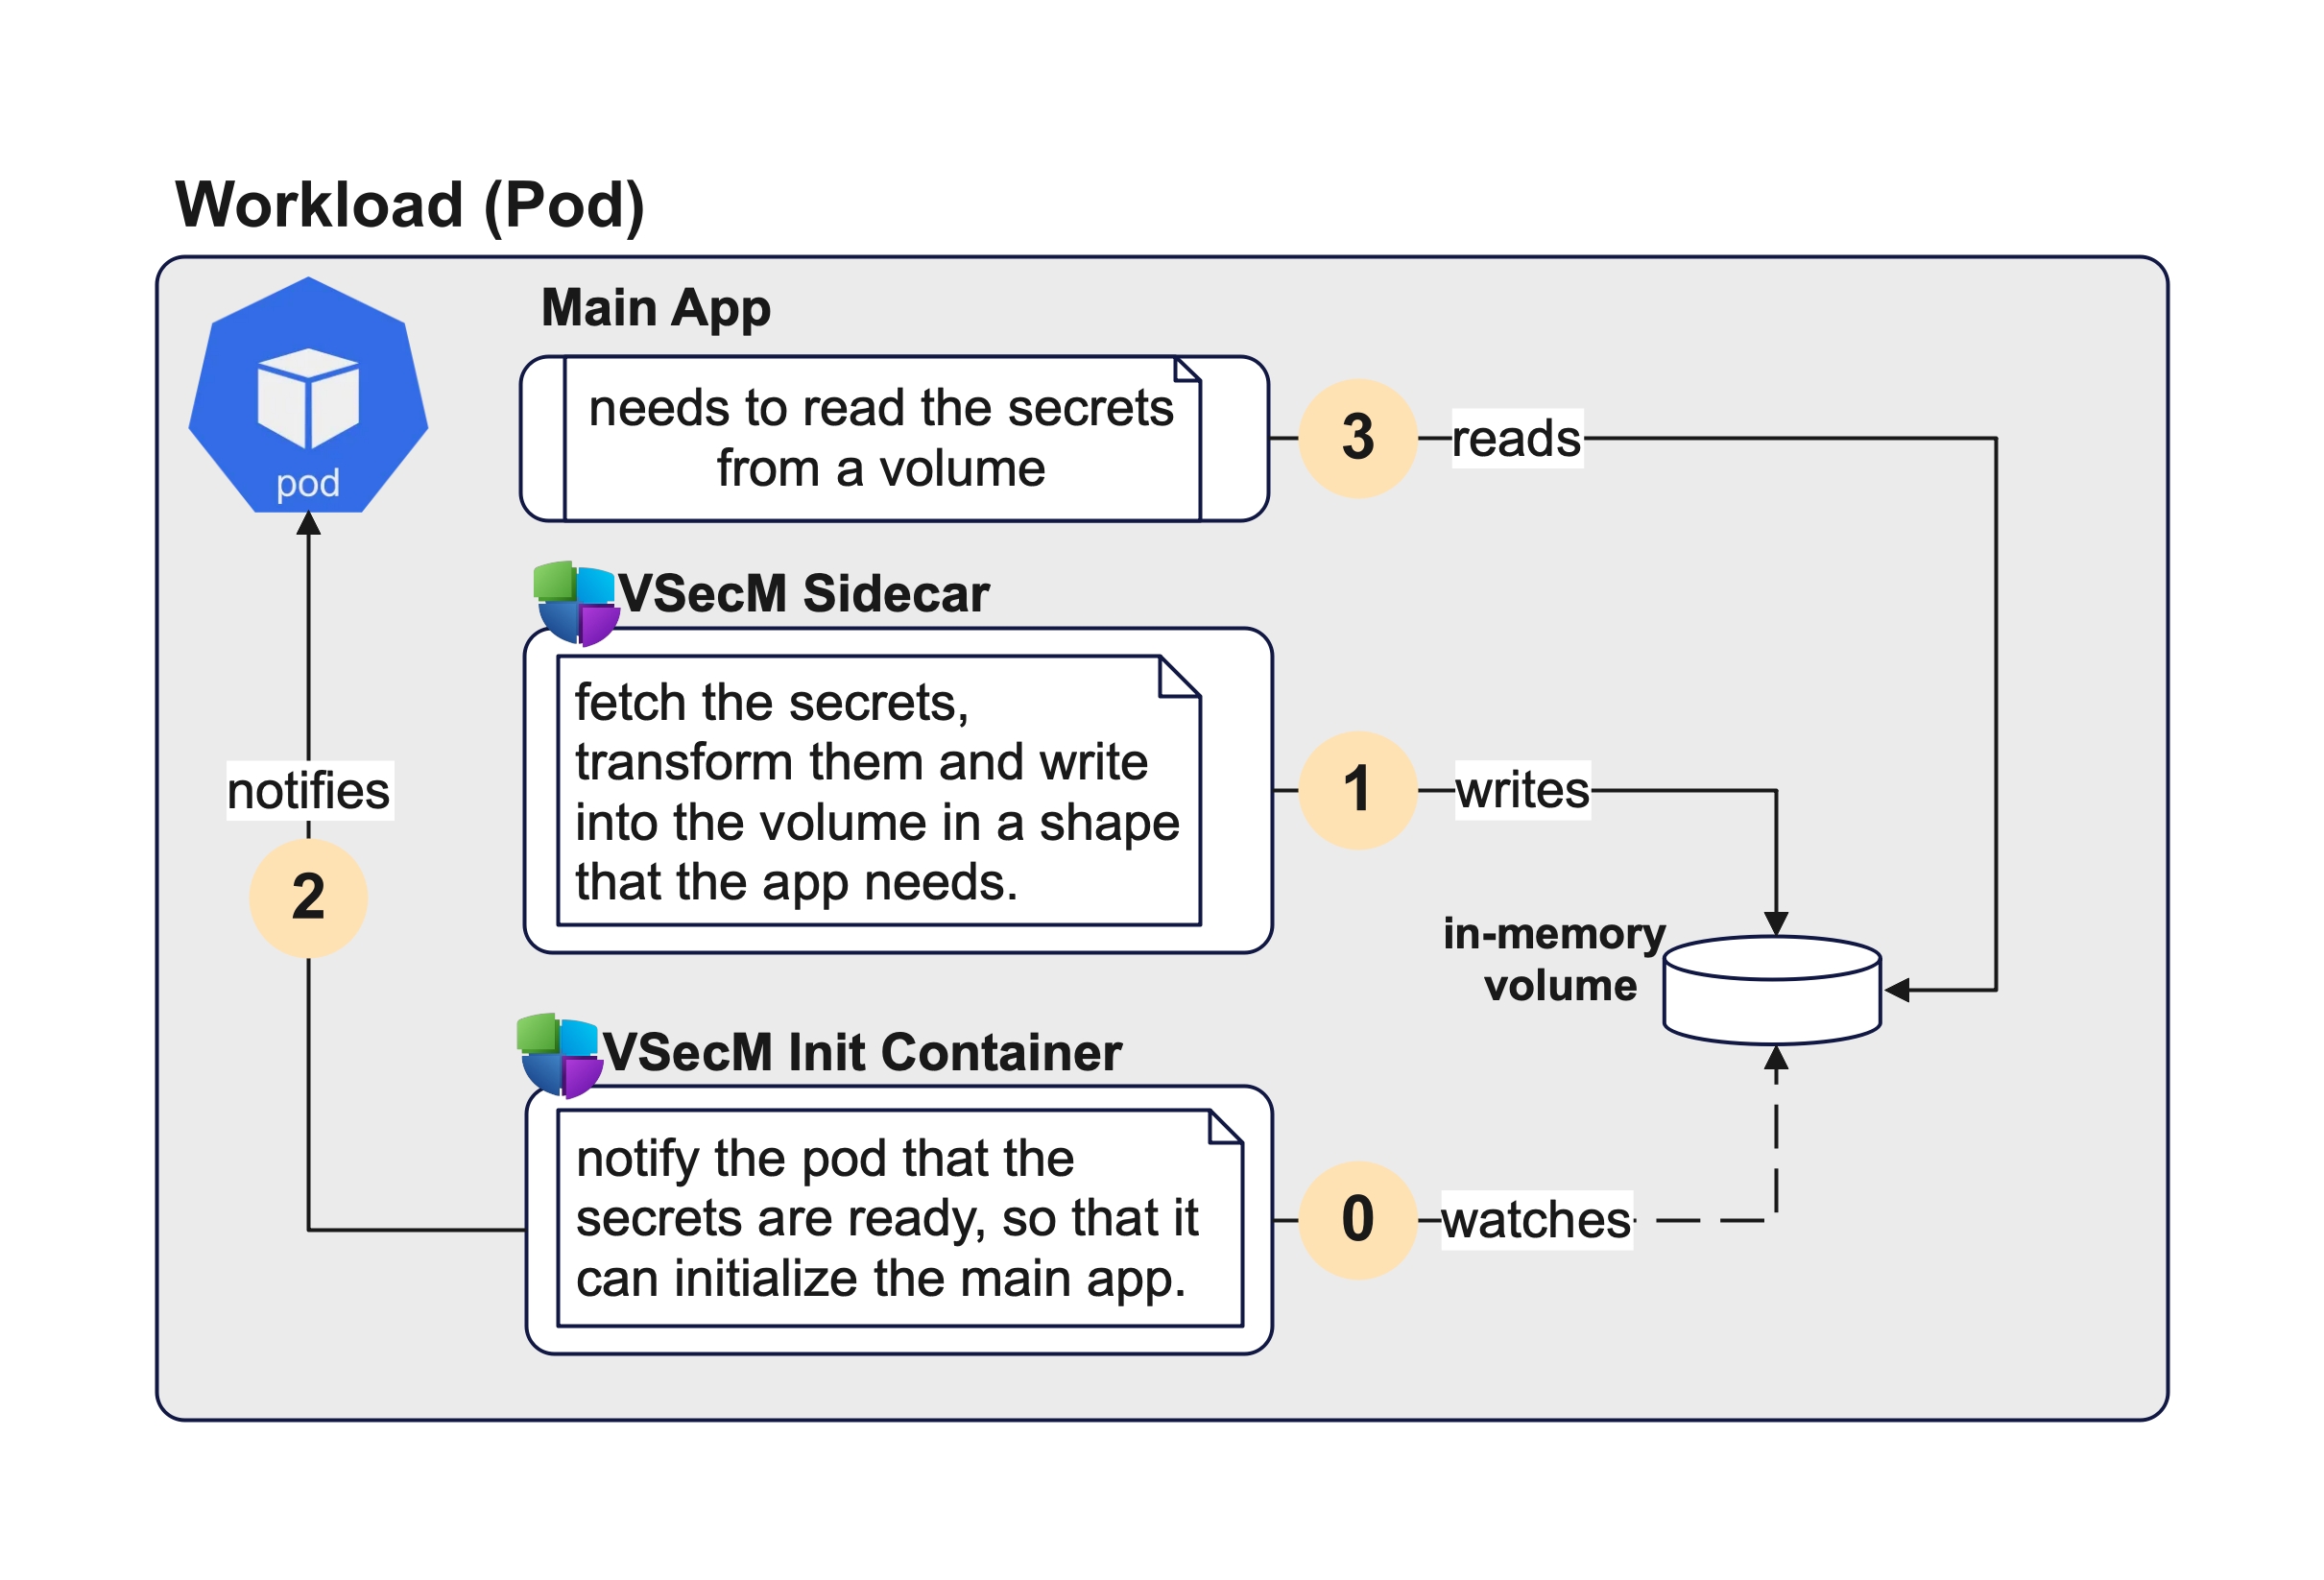 Workload (Pod)
pod
Main App
needs to read the secrets
from a volume
3
reads
VSecM Sidecar
fetch the secrets,
transform them and write
into the volume in a shape
that the app needs.
1
writes
notifies
2
in-memory
volume
VSecM Init Container
notify the pod that the
secrets are ready, so that it
can initialize the main app.
0
watches